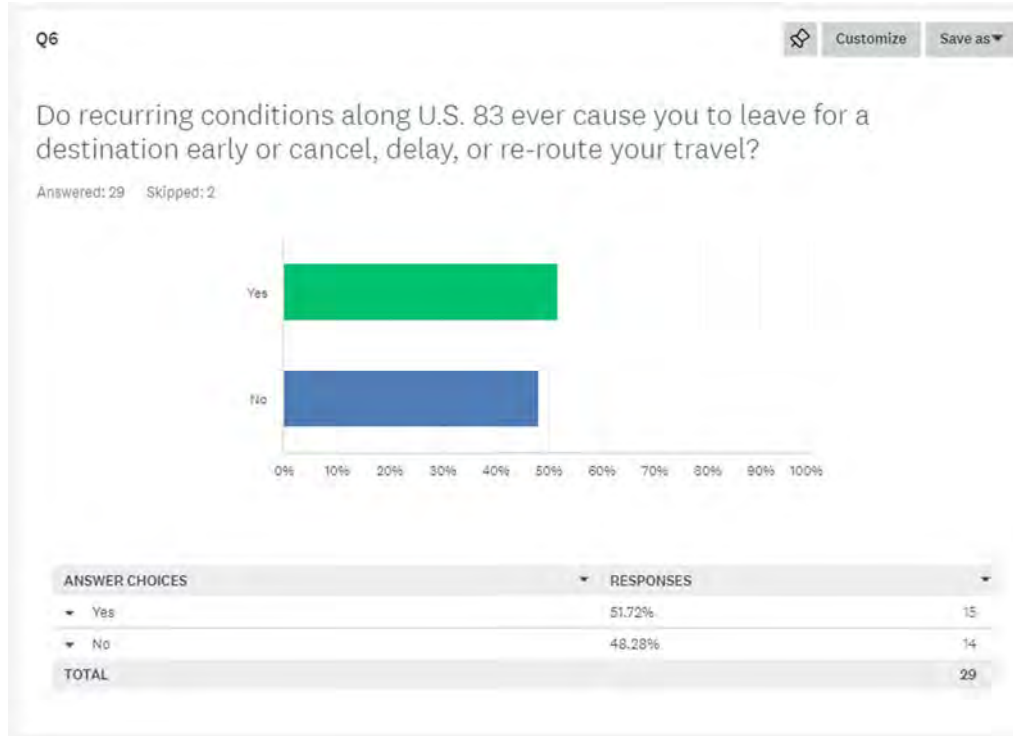 Q6
Customize
Save as
Do recurring conditions along U.S. 83 ever cause you to leave for a
destination early or cancel, delay, or re-route your travel?
Answered: 29 Skipped: 2
Yes
No
0% 10% 20% 30% 40% 50% 60% 70% 80% 90% 100%
ANSWER CHOICES RESPONSES
Yes 51.72% 15
No 48.28% 14
TOTAL 29